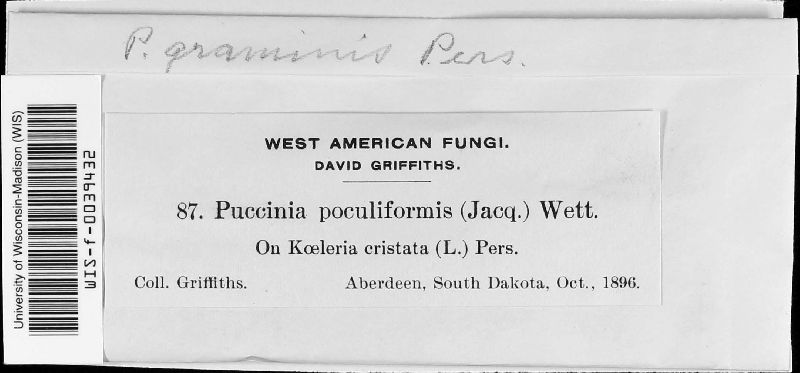 P. graminis Pers.
University of Wisconsin-Madison (WIS)
WIS-f-0039432
WEST AMERICAN FUNGI.
DAVID GRIFFITHS.
87. Puccinia poculiformis (Jacq.) Wett.
On Kœleria cristata (L.) Pers.
Coll. Griffiths. Aberdeen, South Dakota, Oct., 1896.